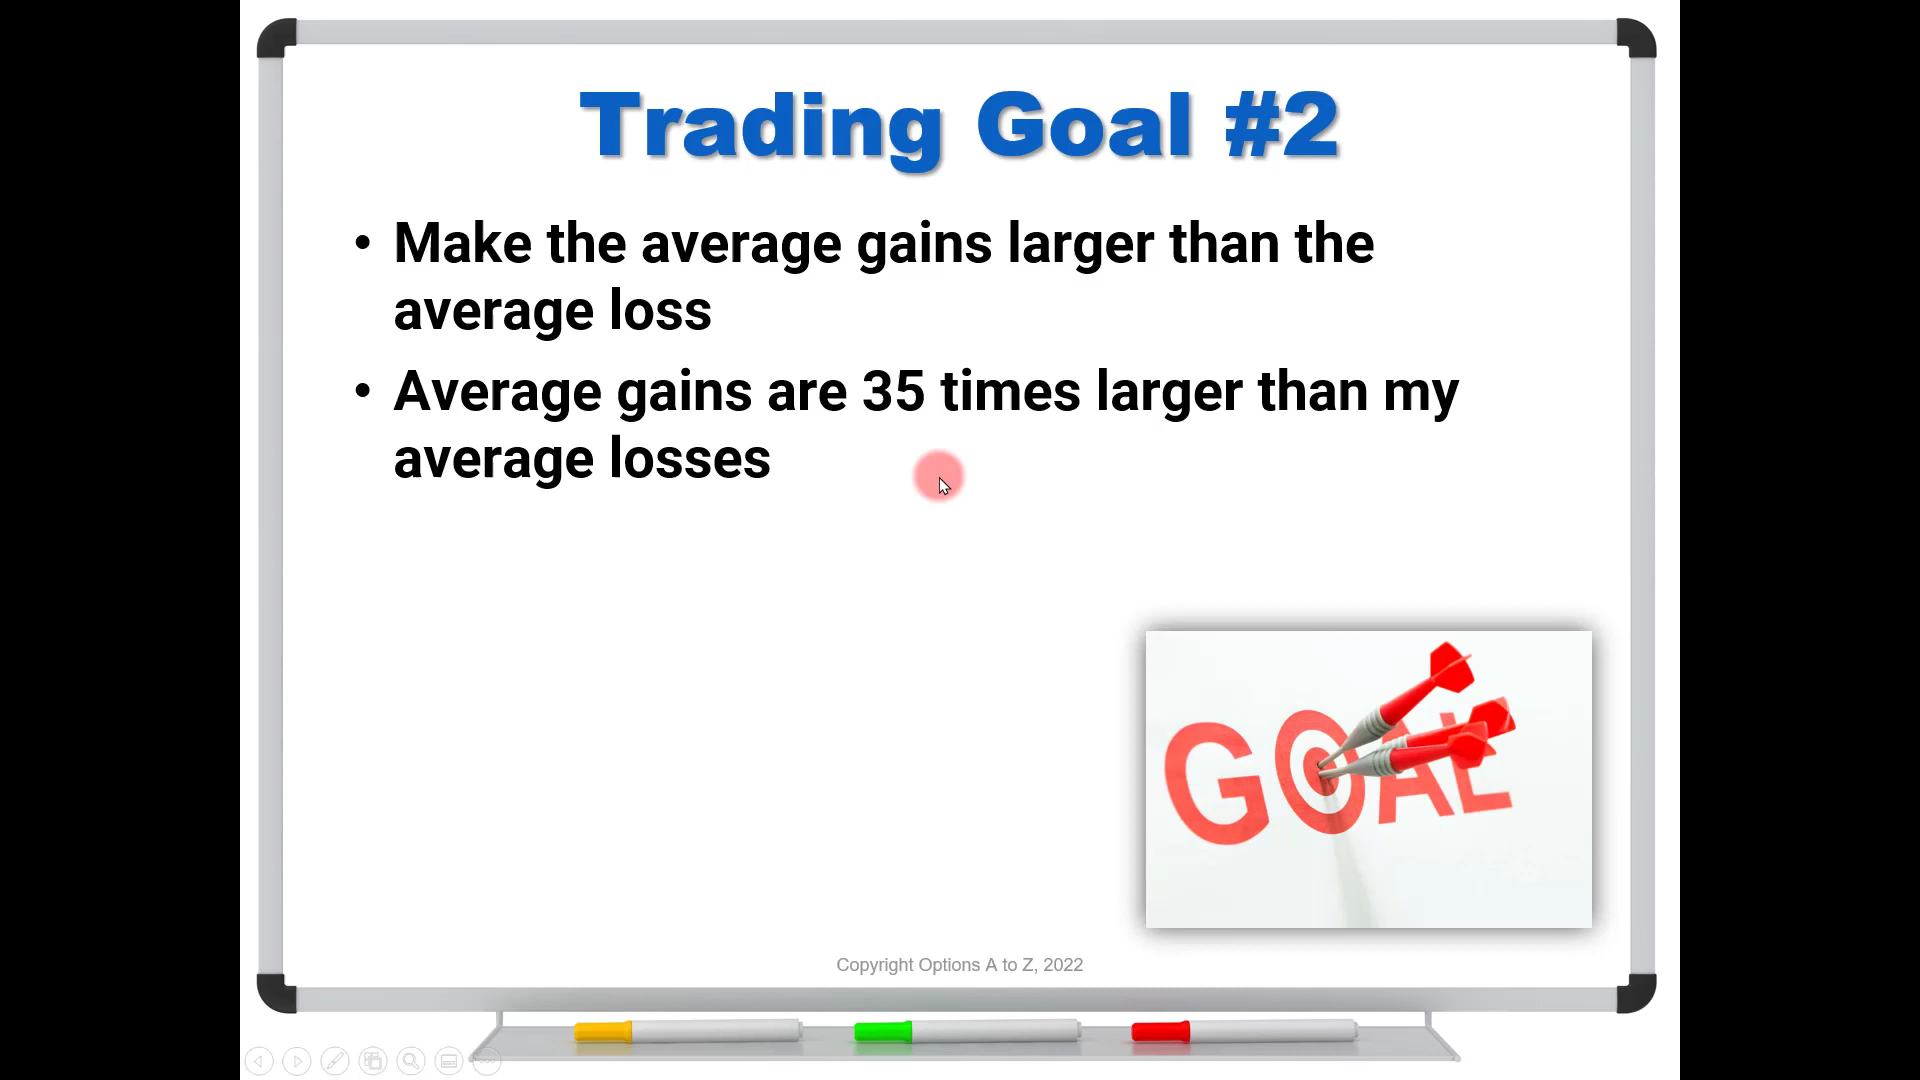 Trading Goal #2
• Make the average gains larger than the
average loss
• Average gains are 35 times larger than my
average losses
GOAL
Copyright Options A to Z, 2022